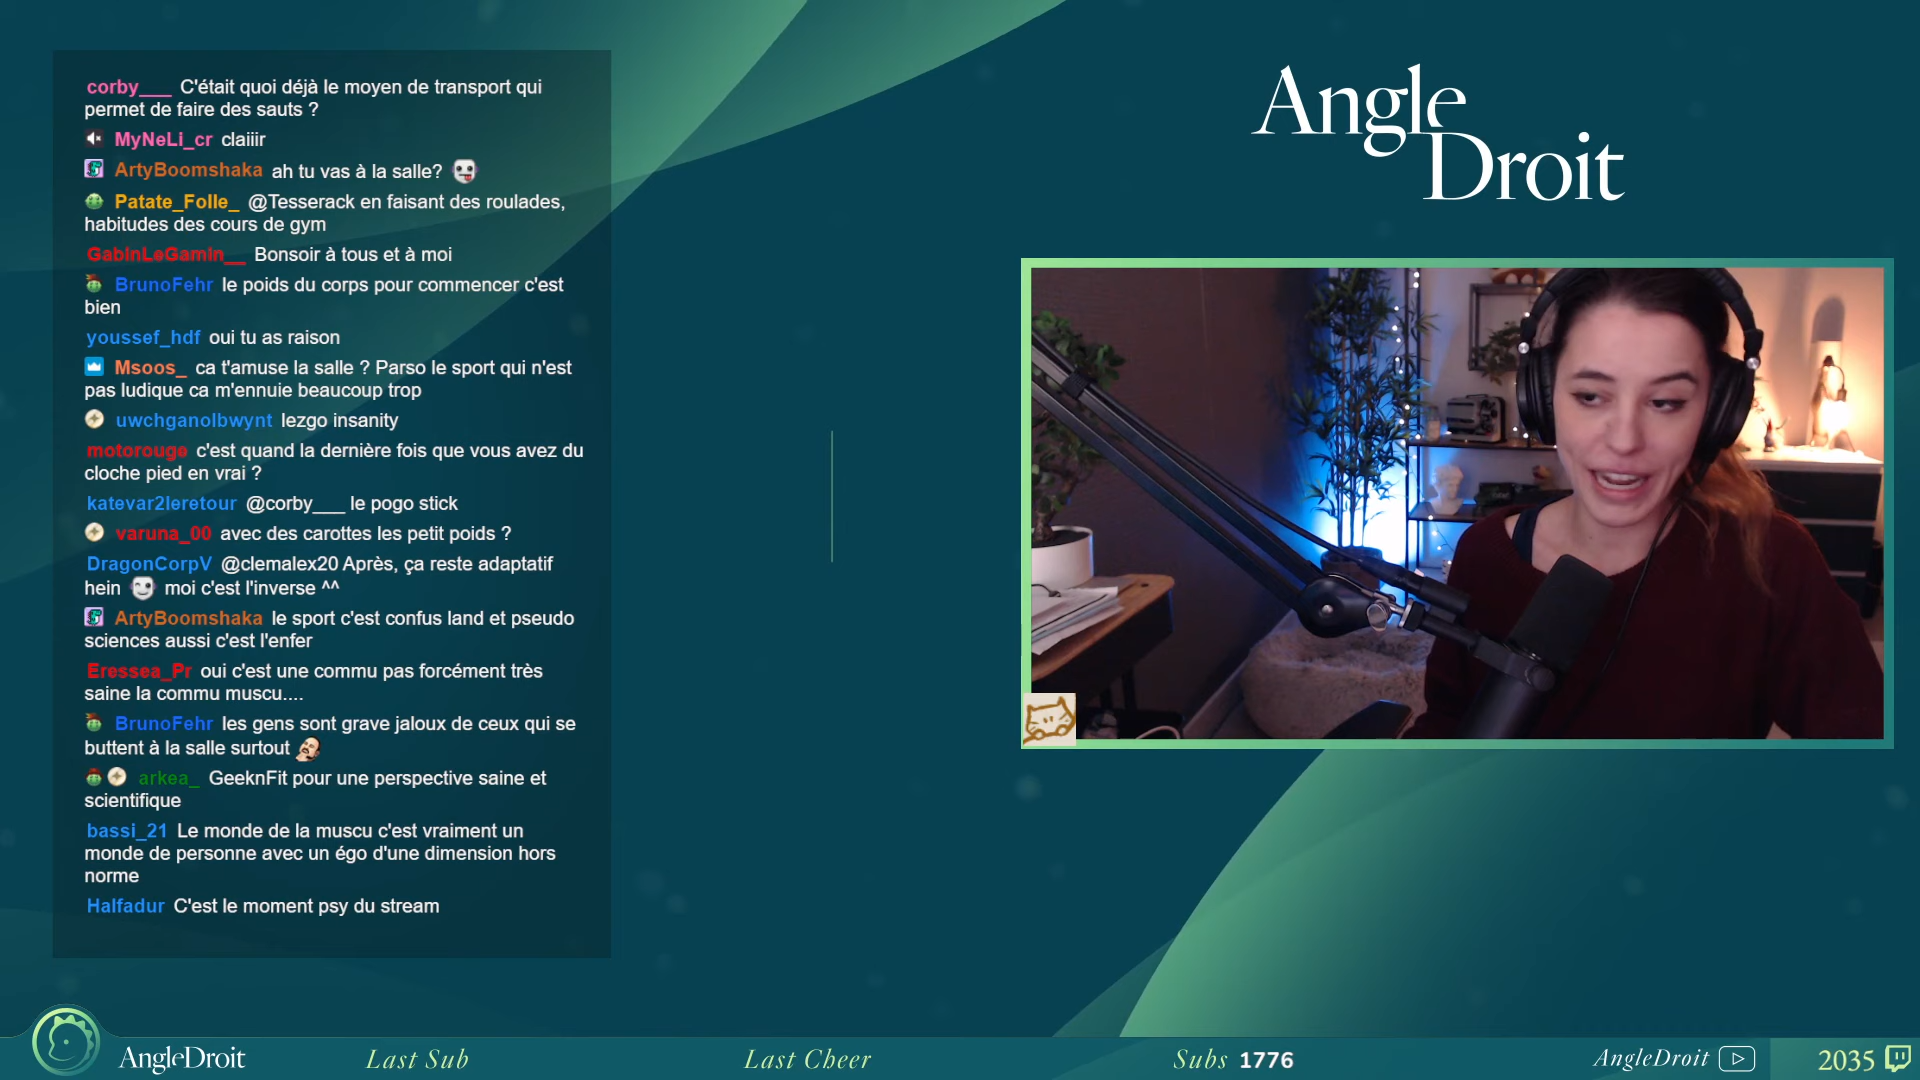 corby___ C'était quoi déjà le moyen de transport qui
permet de faire des sauts ?
MyNeLi_cr claiiir
ArtyBoomshaka ah tu vas à la salle?
Patate_Folle_ @Tesserack en faisant des roulades,
habitudes des cours de gym
GabinLeGamin__ Bonsoir à tous et à moi
BrunoFehr le poids du corps pour commencer c'est
bien
youssef_hdf oui tu as raison
Msoos_ ca t'amuse la salle ? Parso le sport qui n'est
pas ludique ca m'ennuie beaucoup trop
uwchganolbwynt lezgo insanity
motorouge c'est quand la dernière fois que vous avez du
cloche pied en vrai ?
katevar2leretour @corby___ le pogo stick
varuna_00 avec des carottes les petit poids ?
DragonCorpV @clemalex20 Après, ça reste adaptatif
hein moi c'est l'inverse ^^
ArtyBoomshaka le sport c'est confus land et pseudo
sciences aussi c'est l'enfer
Eressea_Pr oui c'est une commu pas forcément très
saine la commu muscu....
BrunoFehr les gens sont grave jaloux de ceux qui se
buttent à la salle surtout
arkea_ GeeknFit pour une perspective saine et
scientifique
bassi_21 Le monde de la muscu c'est vraiment un
monde de personne avec un égo d'une dimension hors
norme
Halfadur C'est le moment psy du stream
Angle
Droit
AngleDroit Last Sub Last Cheer Subs 1776 AngleDroit 2035